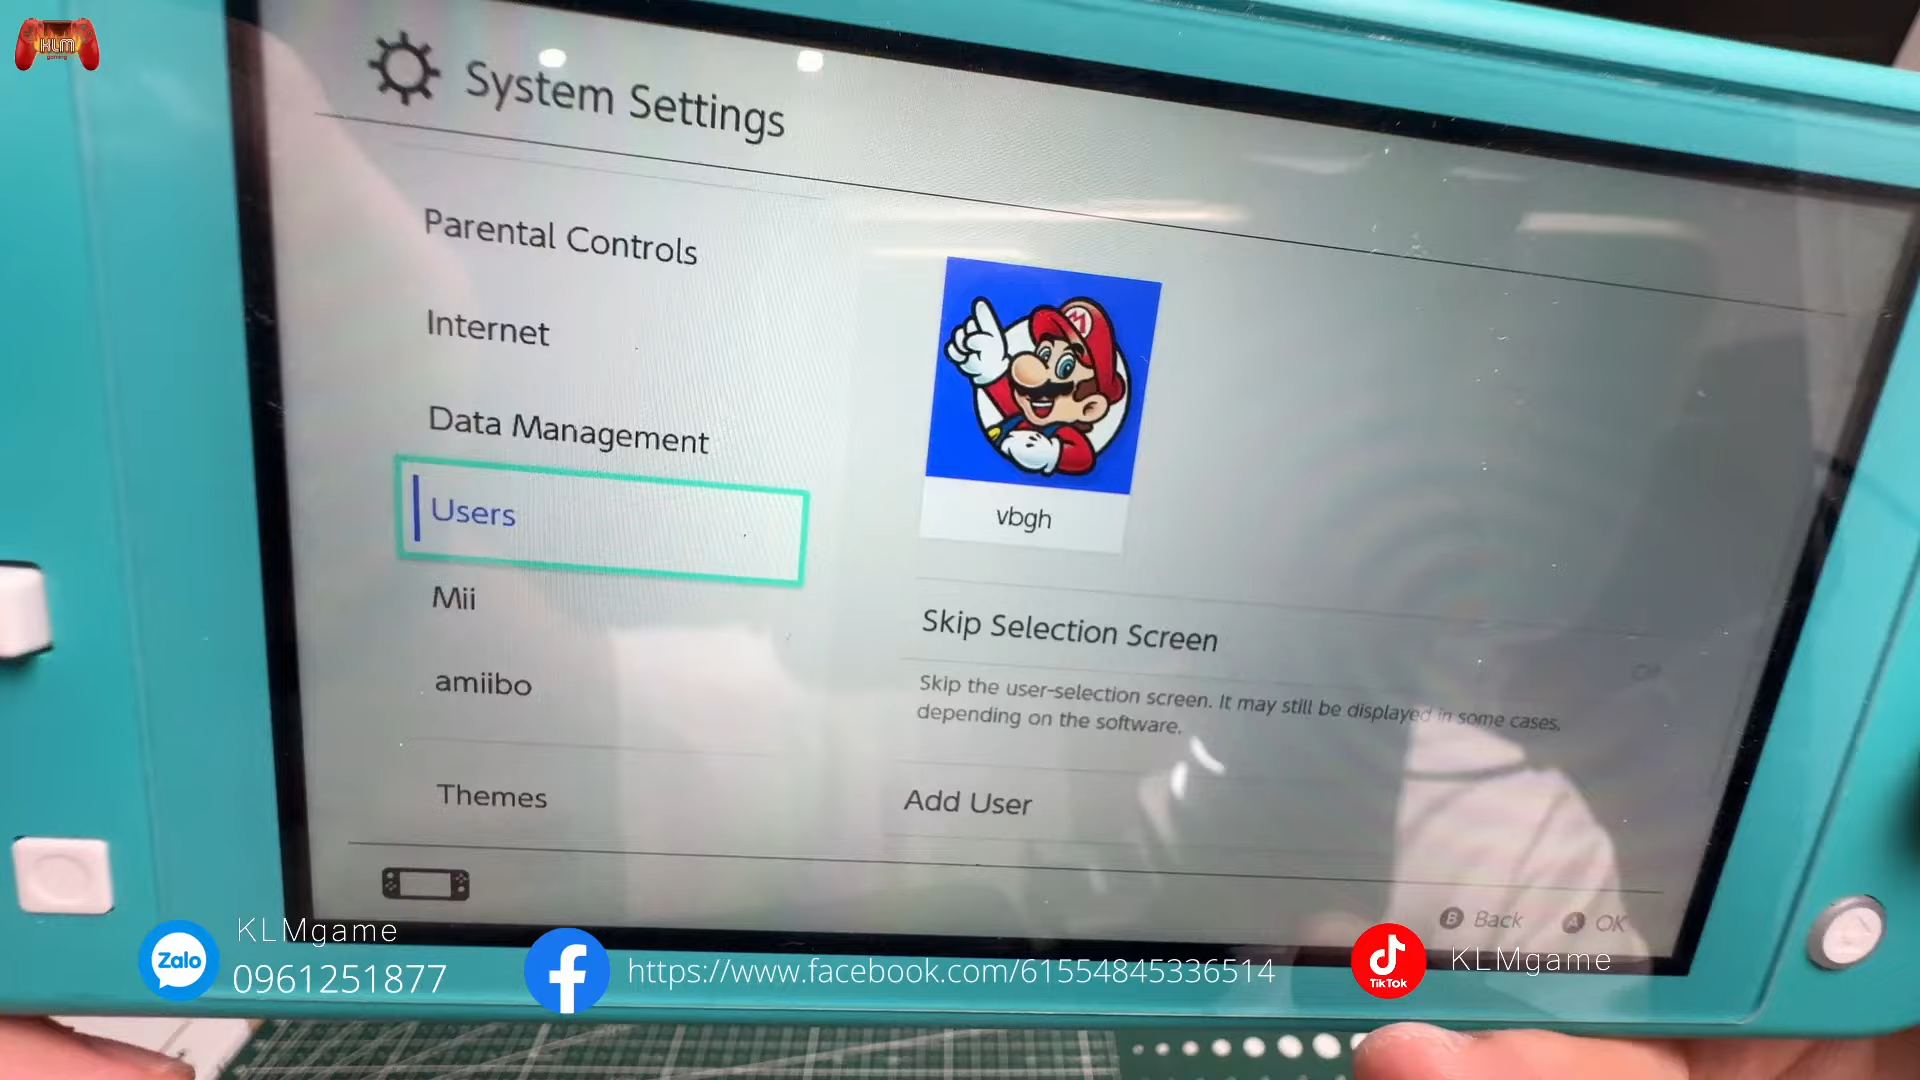 KLM
gaming
System Settings
Parental Controls
Internet
Data Management
Users
Mii
amiibo
Themes
M
vbgh
Skip Selection Screen
Skip the user-selection screen. It may still be displayed in some cases,
depending on the software.
Add User
B Back
A OK
Zalo
KLMgame
0961251877
https://www.facebook.com/61554845336514
TikTok
KLMgame